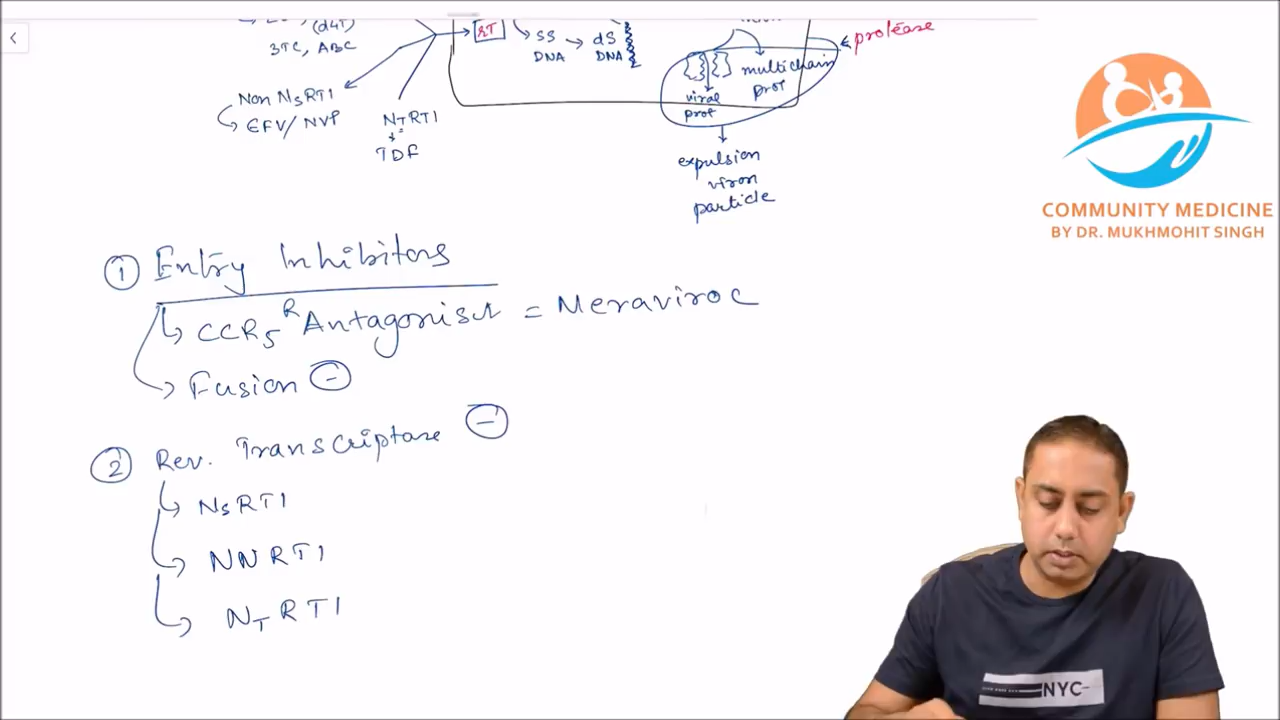 (d4T)
3TC, ABC
RT
SS DNA → dS DNA
← protease
Non NsRTI
EFV/ NVP
NTRTI
TDF
viral prot
multichain prot
expulsion
viron
particle
COMMUNITY MEDICINE
BY DR. MUKHMOHIT SINGH
① Entry Inhibitors
CCR5 R Antagonist = Meraviroc
Fusion ⊖
② Rev. Transcriptase ⊖
NsRTI
NNRTI
NTRTI
NYC-